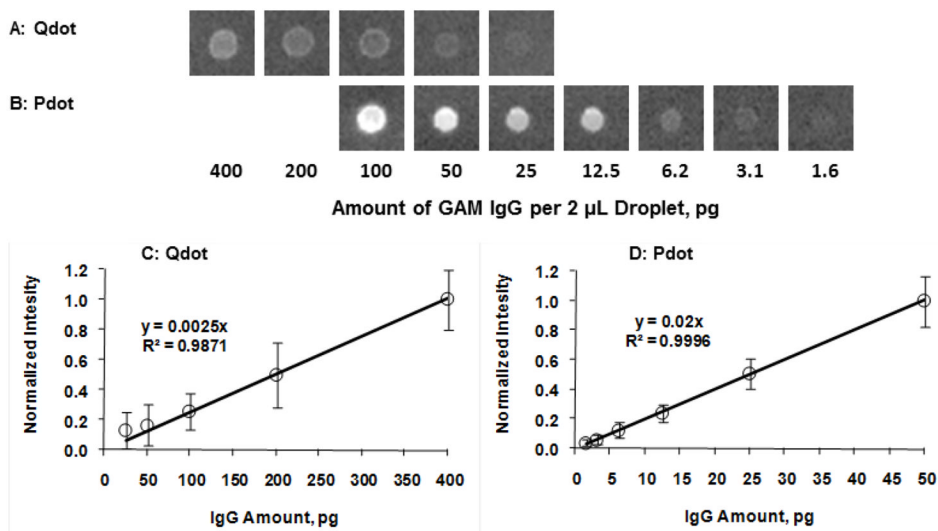 A: Qdot
B: Pdot
400 200 100 50 25 12.5 6.2 3.1 1.6
Amount of GAM IgG per 2 µL Droplet, pg
C: Qdot
Normalized Intesity
1.2
1.0
0.8
0.6
0.4
0.2
0.0
y = 0.0025x
R² = 0.9871
0 50 100 150 200 250 300 350 400
IgG Amount, pg
D: Pdot
Normalized Intesity
1.2
1.0
0.8
0.6
0.4
0.2
0.0
y = 0.02x
R² = 0.9996
0 5 10 15 20 25 30 35 40 45 50
IgG Amount, pg